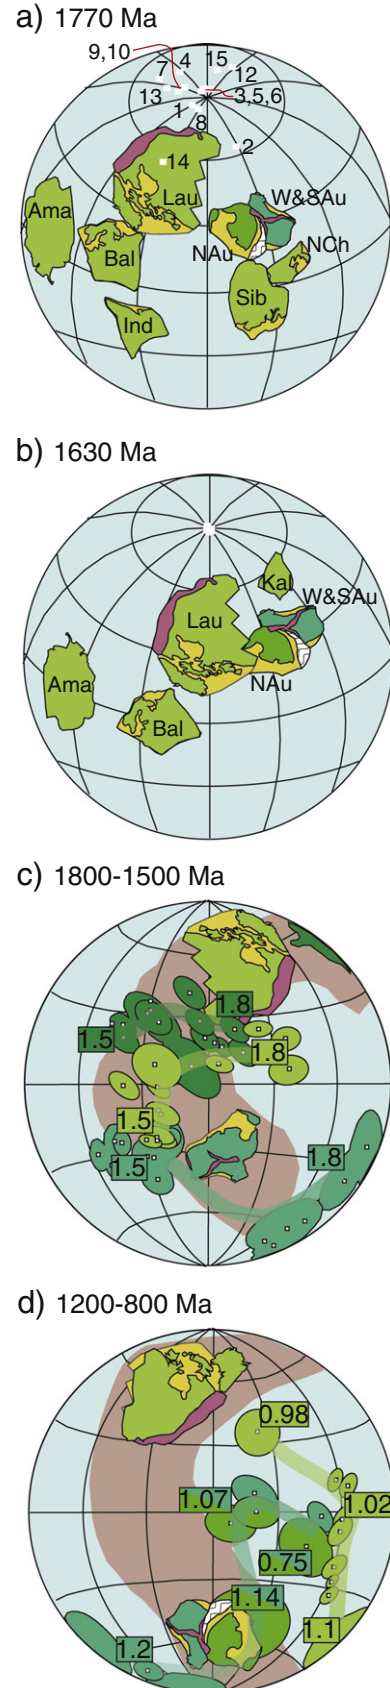 a) 1770 Ma
9,10
4
15
7
12
13
3,5,6
1
8
2
14
Ama
Lau
W&SAu
Bal
NAu
NCh
Sib
Ind
b) 1630 Ma
Kal
W&SAu
Lau
Ama
NAu
Bal
c) 1800-1500 Ma
1.8
1.5
1.8
1.5
1.5
1.8
d) 1200-800 Ma
0.98
1.07
1.02
0.75
1.14
1.1
1.2